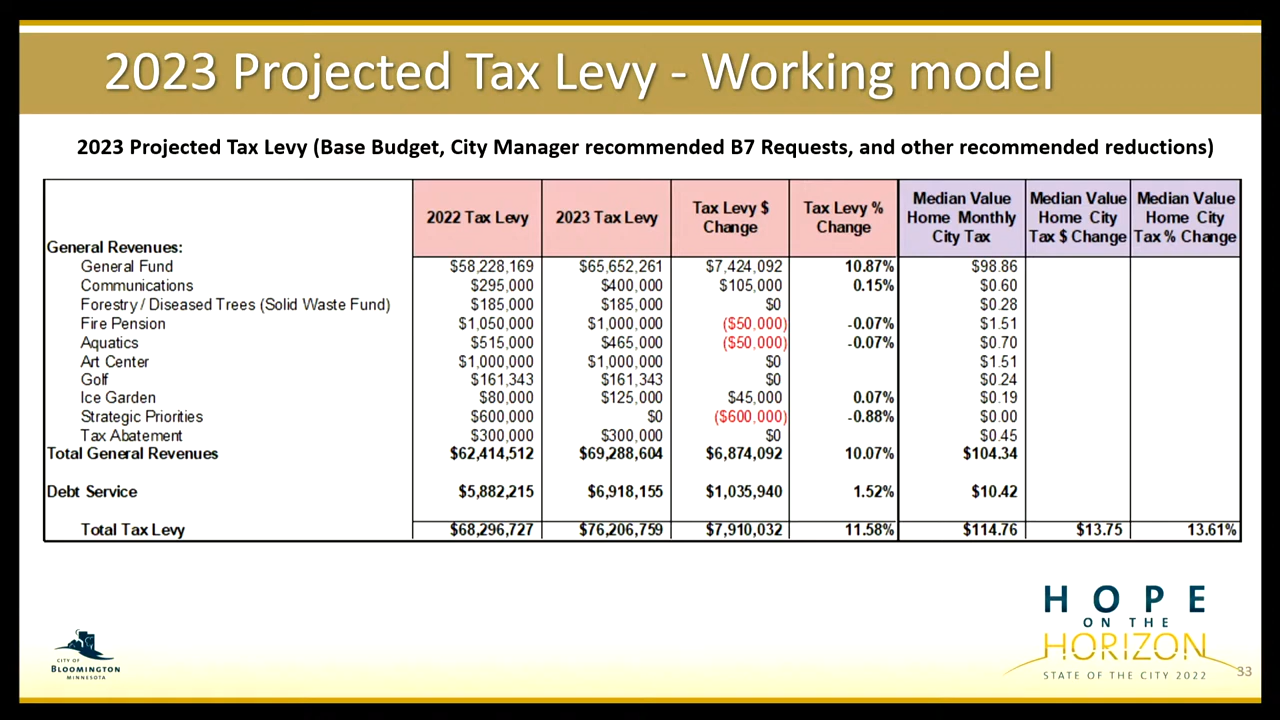 2023 Projected Tax Levy - Working model
2023 Projected Tax Levy (Base Budget, City Manager recommended B7 Requests, and other recommended reductions)
General Revenues: 2022 Tax Levy 2023 Tax Levy Tax Levy $ Change Tax Levy % Change Median Value Home Monthly City Tax Median Value Home City Tax $ Change Median Value Home City Tax % Change
General Fund $58,228,169 $65,652,261 $7,424,092 10.87% $98.86
Communications $295,000 $400,000 $105,000 0.15% $0.60
Forestry / Diseased Trees (Solid Waste Fund) $185,000 $185,000 $0 $0.28
Fire Pension $1,050,000 $1,000,000 ($50,000) -0.07% $1.51
Aquatics $515,000 $465,000 ($50,000) -0.07% $0.70
Art Center $1,000,000 $1,000,000 $0 $1.51
Golf $161,343 $161,343 $0 $0.24
Ice Garden $80,000 $125,000 $45,000 0.07% $0.19
Strategic Priorities $600,000 $0 ($600,000) -0.88% $0.00
Tax Abatement $300,000 $300,000 $0 $0.45
Total General Revenues $62,414,512 $69,288,604 $6,874,092 10.07% $104.34
Debt Service $5,882,215 $6,918,155 $1,035,940 1.52% $10.42
Total Tax Levy $68,296,727 $76,206,759 $7,910,032 11.58% $114.76 $13.75 13.61%
CITY OF
BLOOMINGTON
MINNESOTA
HOPE
ON THE
HORIZON
STATE OF THE CITY 2022
33